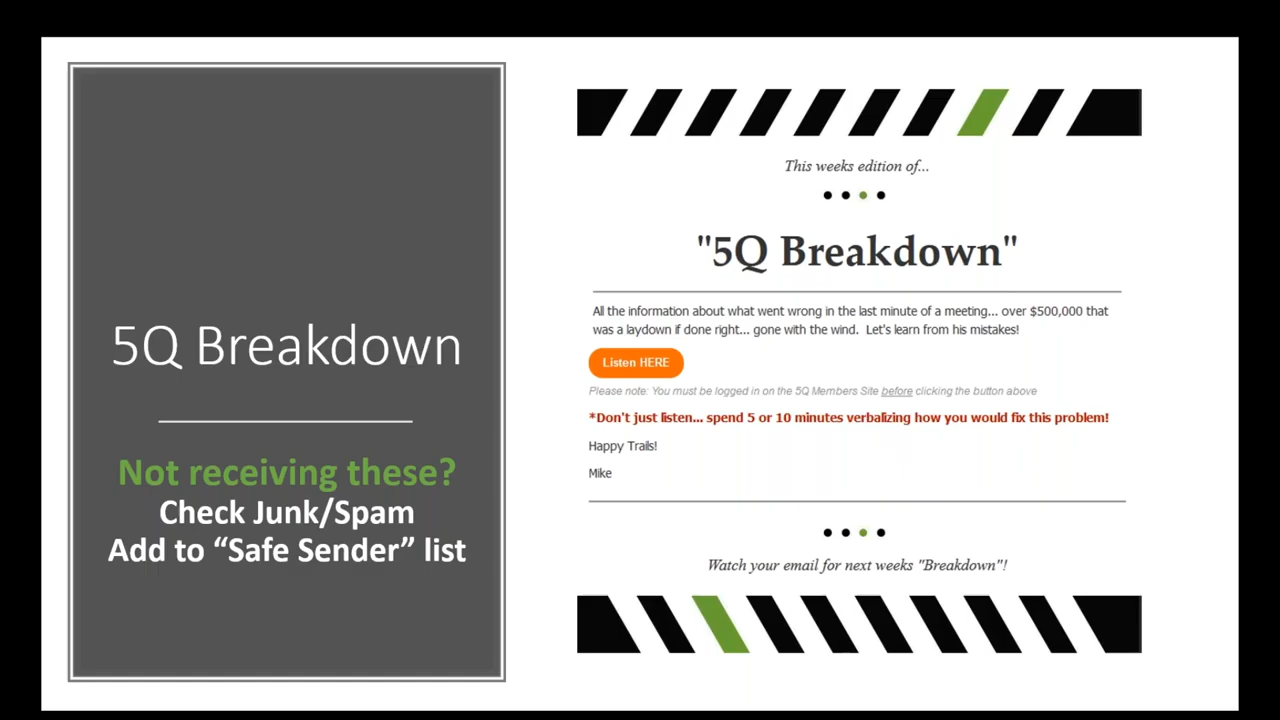 5Q Breakdown
Not receiving these?
Check Junk/Spam
Add to “Safe Sender” list
This weeks edition of...
"5Q Breakdown"
All the information about what went wrong in the last minute of a meeting... over $500,000 that
was a laydown if done right... gone with the wind.  Let's learn from his mistakes!
Listen HERE
Please note: You must be logged in on the 5Q Members Site before clicking the button above
*Don't just listen... spend 5 or 10 minutes verbalizing how you would fix this problem!
Happy Trails!
Mike
Watch your email for next weeks "Breakdown"!